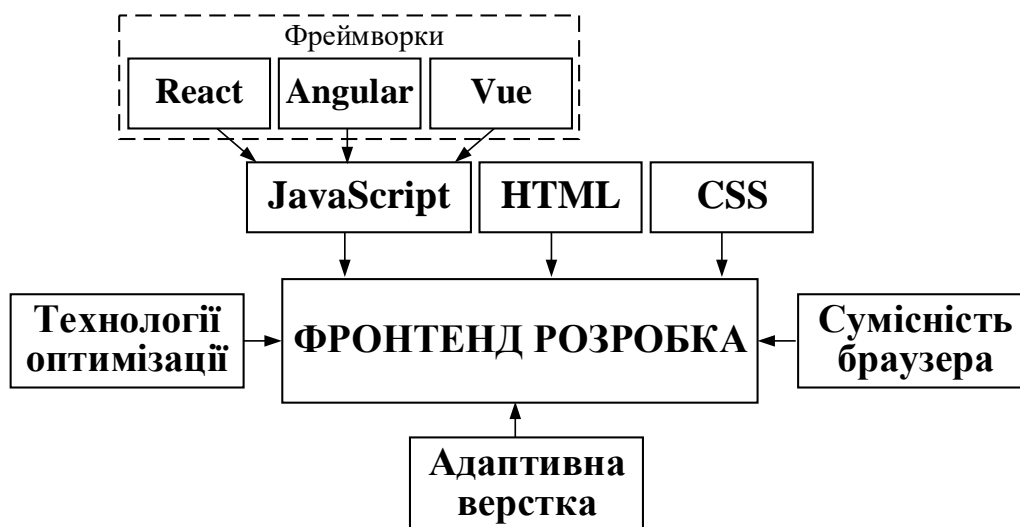 Фреймворки
React
Angular
Vue
JavaScript
HTML
CSS
Технології
оптимізації
ФРОНТЕНД РОЗРОБКА
Сумісність
браузера
Адаптивна
верстка